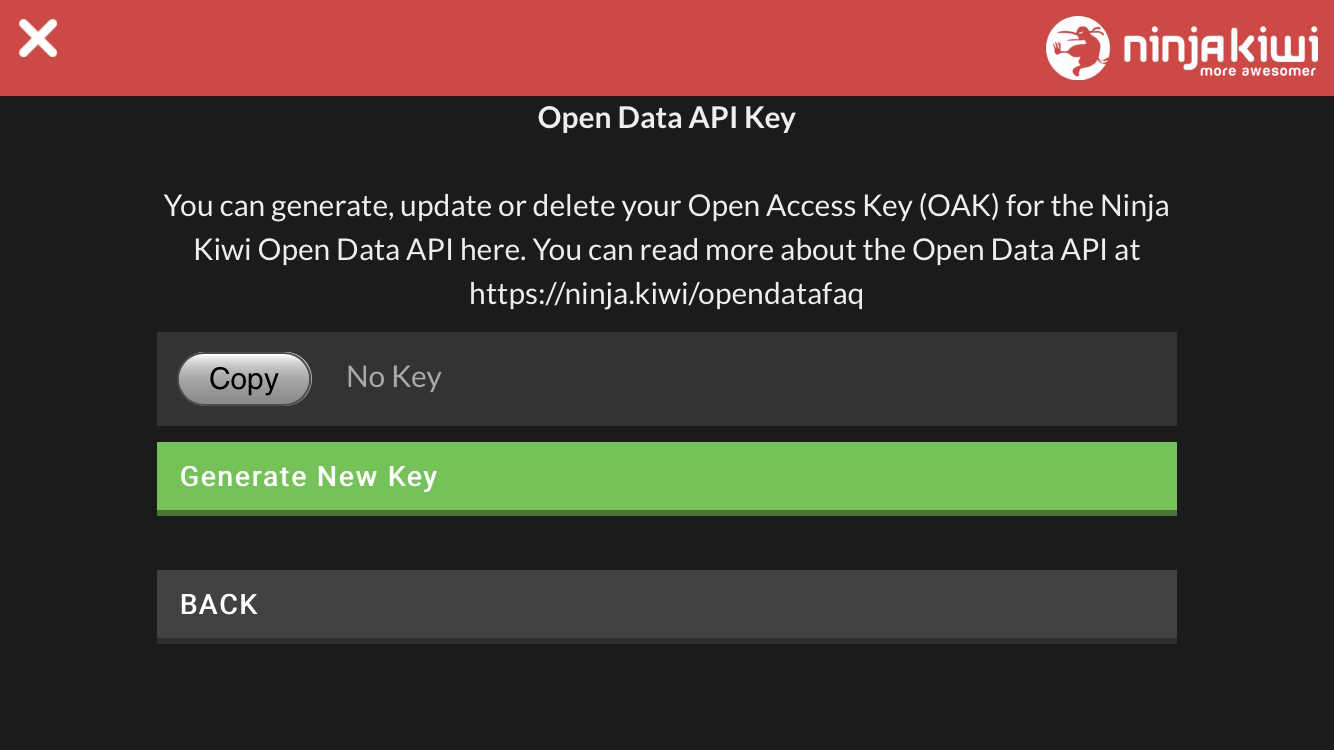 ninjakiwi
more awesomer
Open Data API Key
You can generate, update or delete your Open Access Key (OAK) for the Ninja
Kiwi Open Data API here. You can read more about the Open Data API at
https://ninja.kiwi/opendatafaq
Copy No Key
Generate New Key
BACK